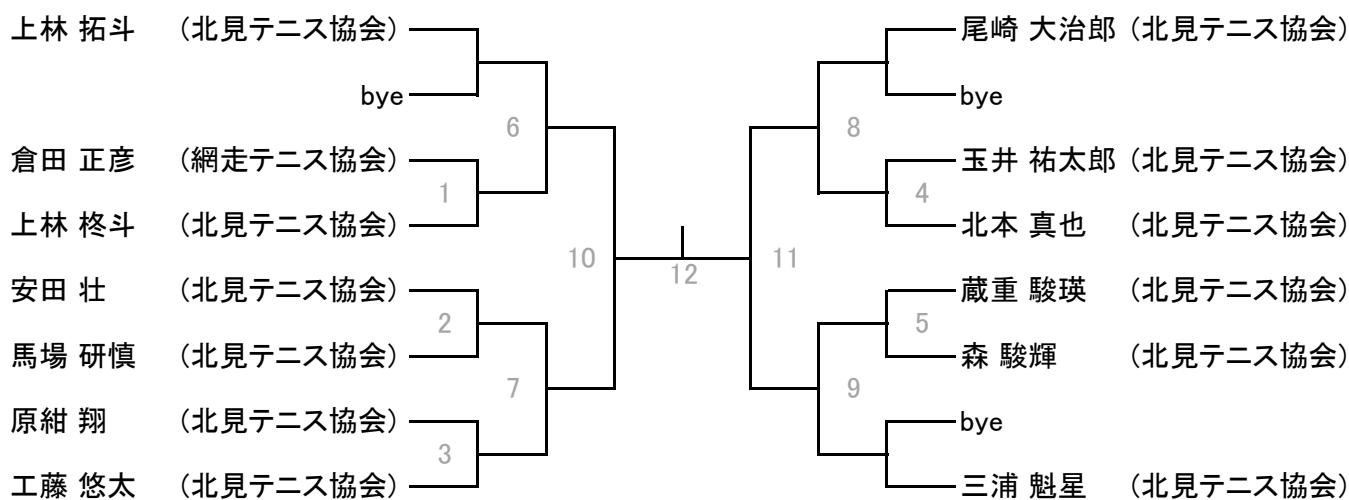 上林 拓斗 (北見テニス協会)
bye
倉田 正彦 (網走テニス協会)
上林 柊斗 (北見テニス協会)
安田 壮 (北見テニス協会)
馬場 研慎 (北見テニス協会)
原紺 翔 (北見テニス協会)
工藤 悠太 (北見テニス協会)
1
2
3
6
7
10
12
11
8
9
4
5
尾崎 大治郎 (北見テニス協会)
bye
玉井 祐太郎 (北見テニス協会)
北本 真也 (北見テニス協会)
蔵重 駿瑛 (北見テニス協会)
森 駿輝 (北見テニス協会)
bye
三浦 魁星 (北見テニス協会)